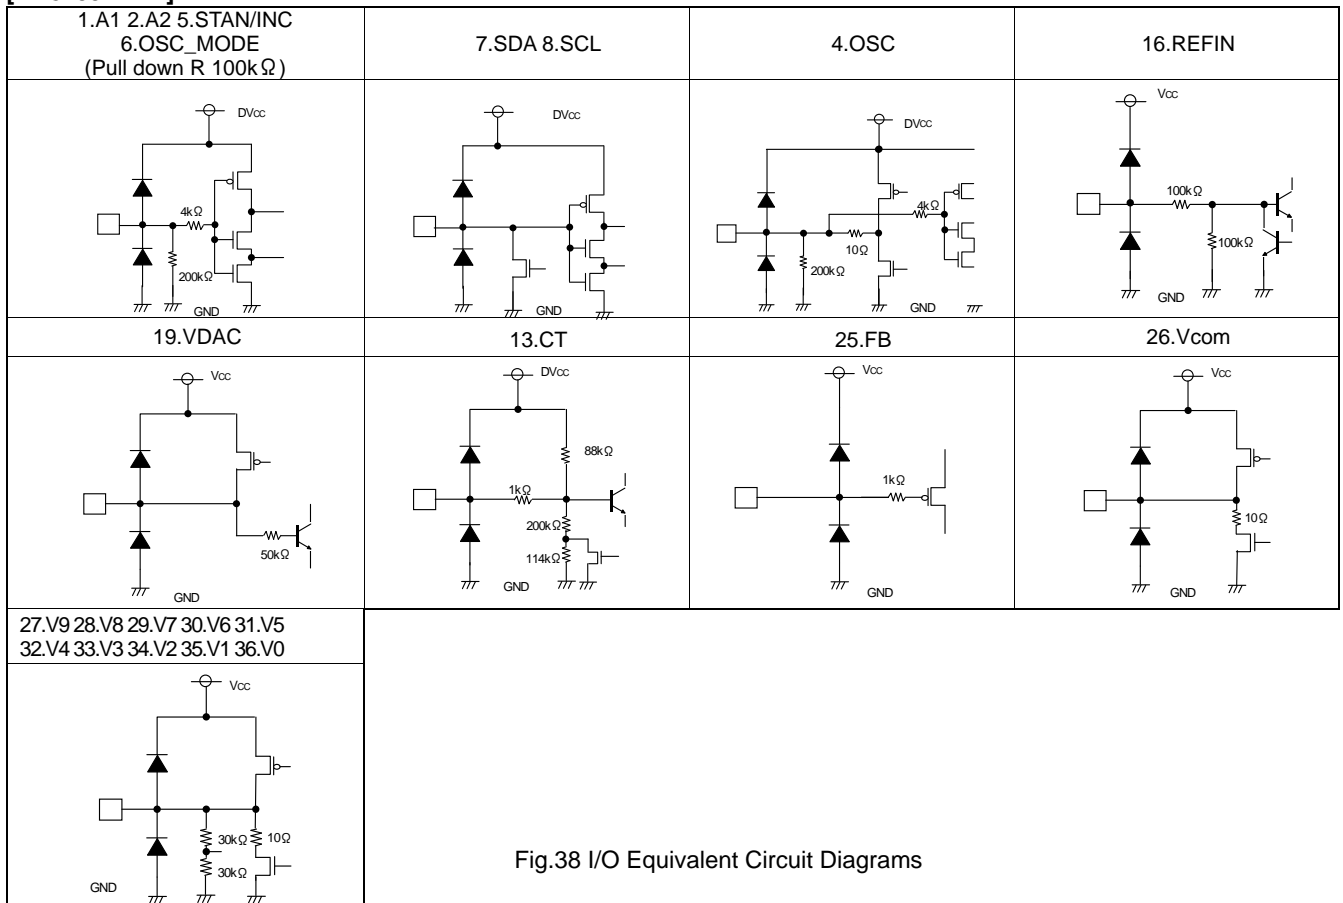 1.A1 2.A2 5.STAN/INC
6.OSC_MODE
(Pull down R 100kΩ)
7.SDA 8.SCL
4.OSC
16.REFIN
DVcc
4kΩ
200kΩ
GND
DVcc
GND
DVcc
4kΩ
10Ω
200kΩ
GND
Vcc
100kΩ
100kΩ
GND
19.VDAC
13.CT
25.FB
26.Vcom
Vcc
50kΩ
GND
DVcc
88kΩ
1kΩ
200kΩ
114kΩ
GND
Vcc
1kΩ
GND
Vcc
10Ω
GND
27.V9 28.V8 29.V7 30.V6 31.V5
32.V4 33.V3 34.V2 35.V1 36.V0
Vcc
30kΩ 10Ω
30kΩ
GND
Fig.38 I/O Equivalent Circuit Diagrams